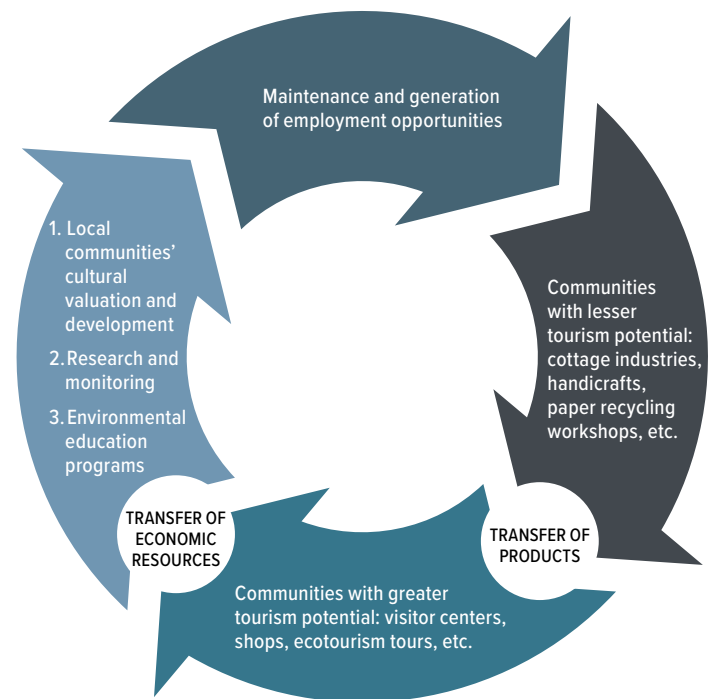 Maintenance and generation
of employment opportunities
Communities
with lesser
tourism potential:
cottage industries,
handicrafts,
paper recycling
workshops, etc.
TRANSFER OF
PRODUCTS
Communities with greater
tourism potential: visitor centers,
shops, ecotourism tours, etc.
TRANSFER OF
ECONOMIC
RESOURCES
1. Local
communities’
cultural
valuation and
development
2. Research and
monitoring
3. Environmental
education
programs